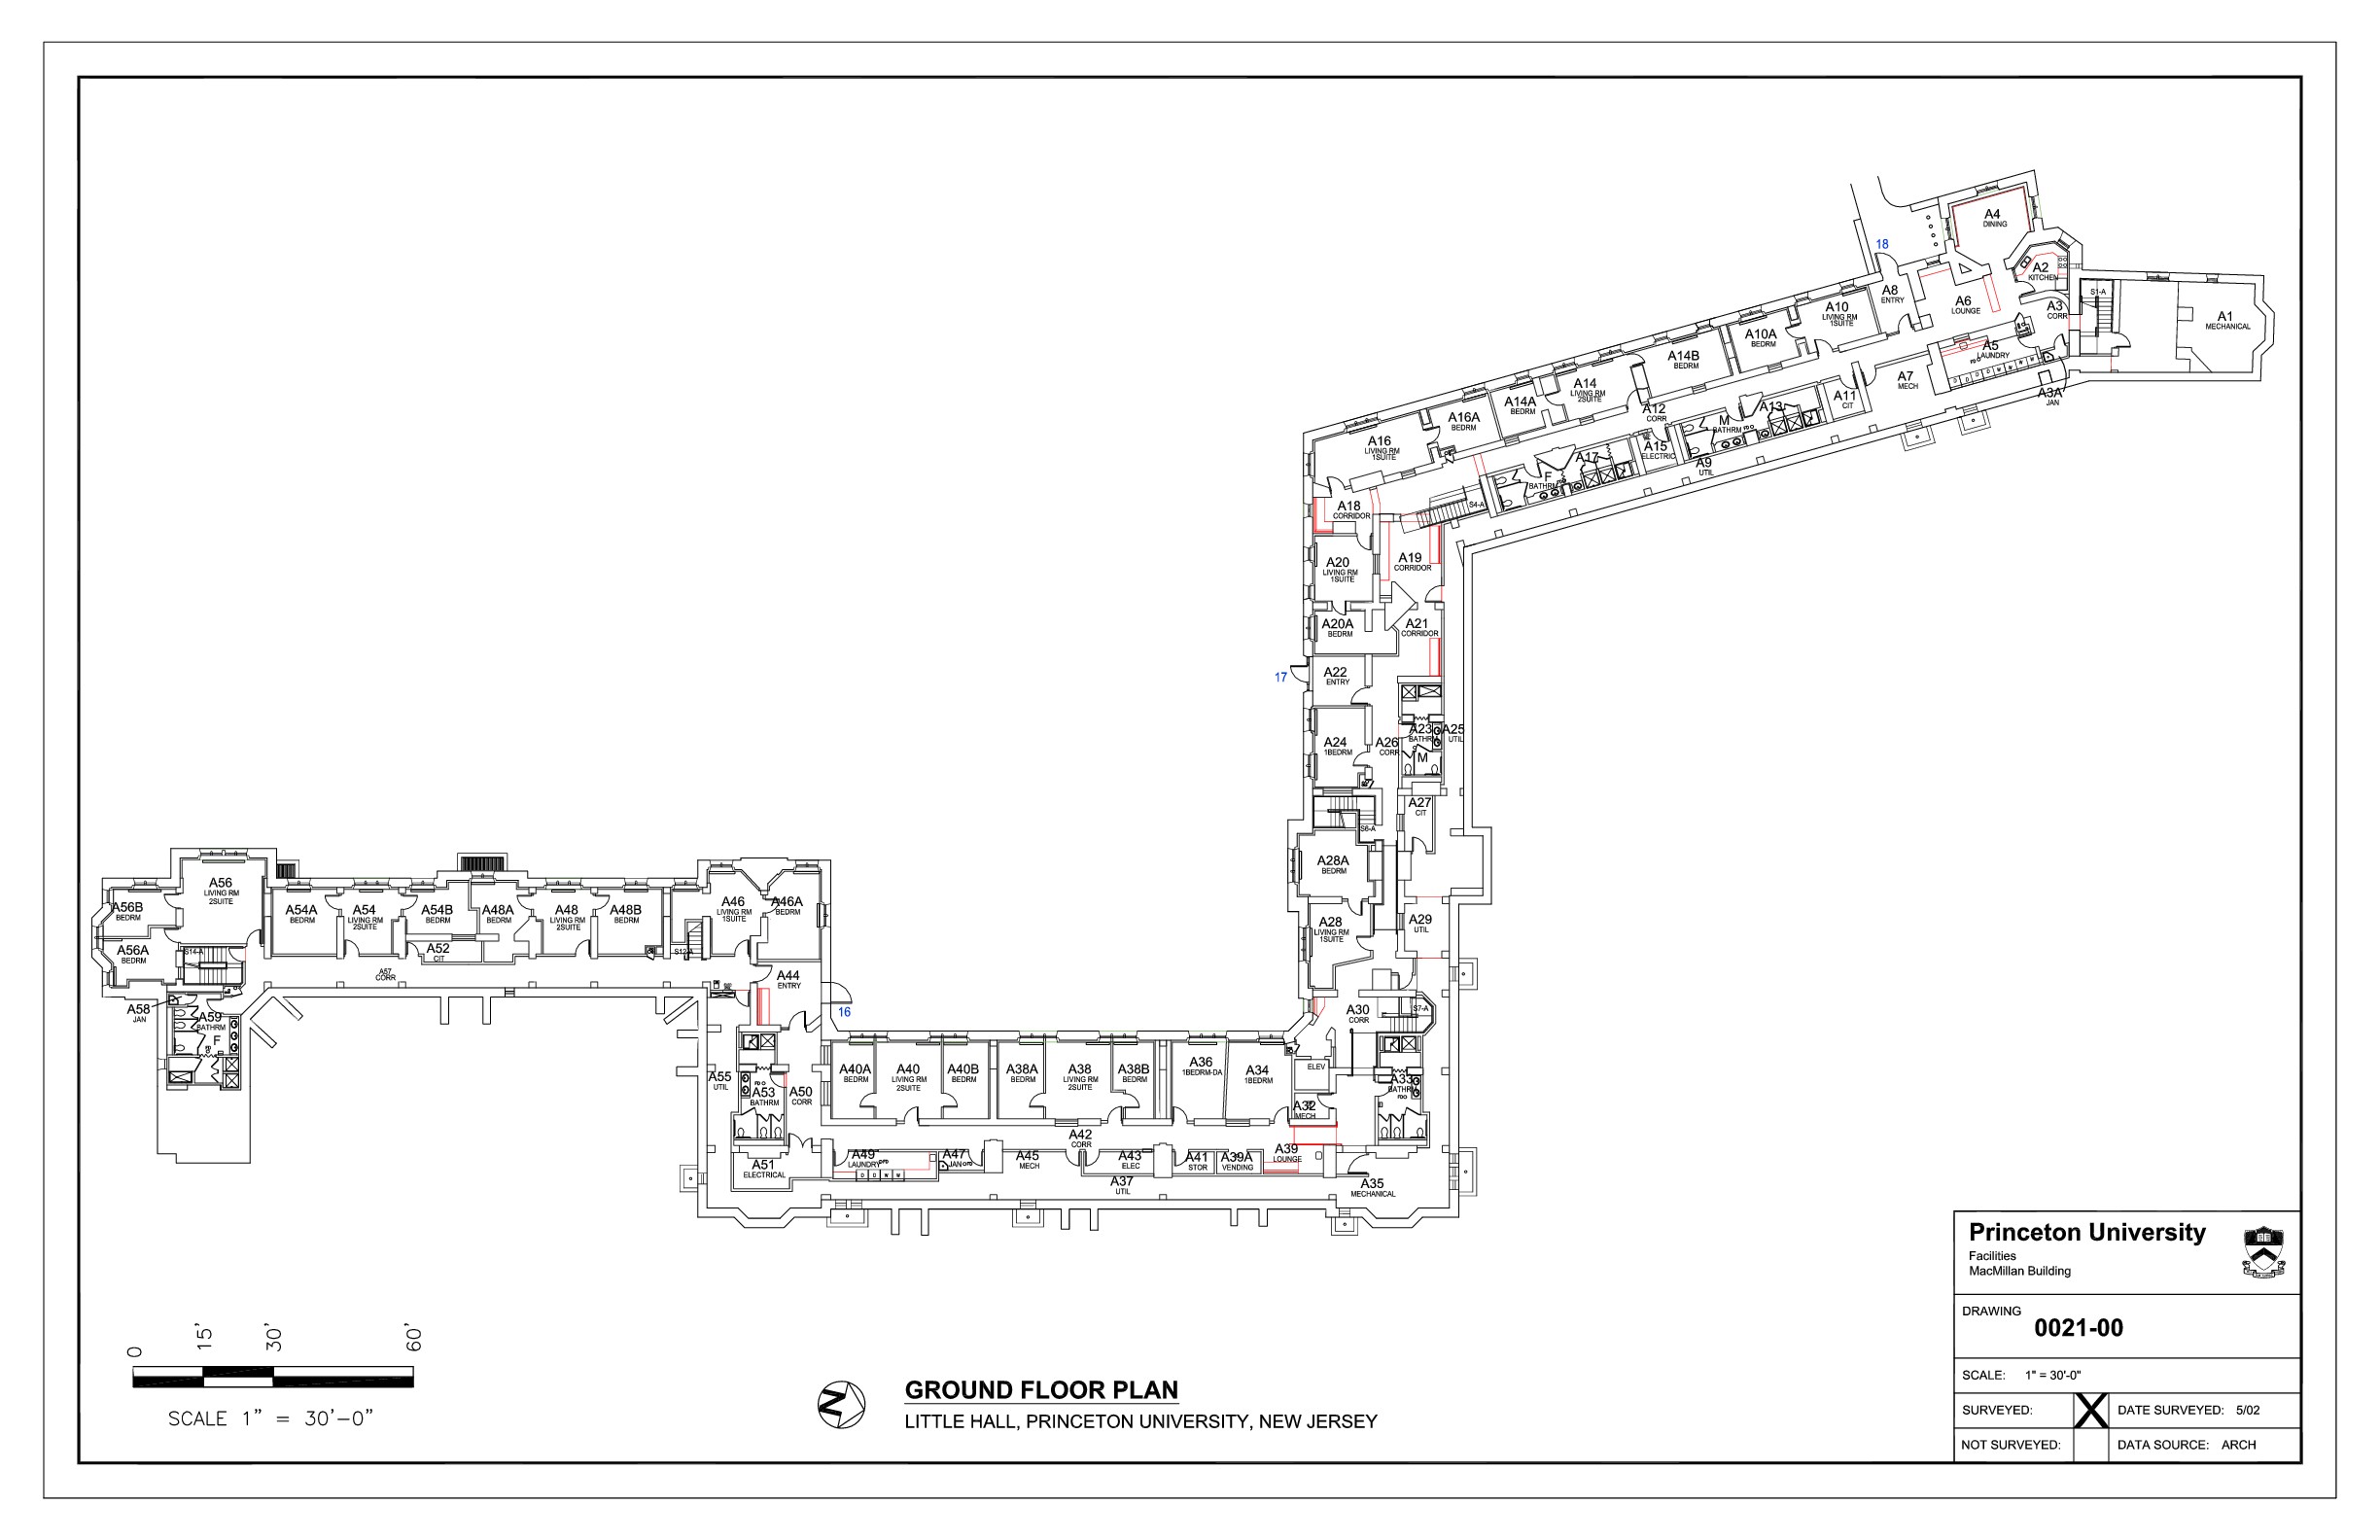 A4
DINING
18
A2
KITCHEN
A8
ENTRY
A6
LOUNGE
A3
CORR
S1-A
A1
MECHANICAL
A10
LIVING RM
1SUITE
A10A
BEDRM
A5
LAUNDRY
D D D D W W W W
A7
MECH
A3A
JAN
A14B
BEDRM
A11
CIT
A14
LIVING RM
2SUITE
A14A
BEDRM
A12
CORR
A13
M
BATHRM
A16A
BEDRM
A16
LIVING RM
1SUITE
A15
ELECTRIC
A9
UTIL
A17
F
BATHRM
A18
CORRIDOR
S4-A
A20
LIVING RM
1SUITE
A19
CORRIDOR
A20A
BEDRM
A21
CORRIDOR
17
A22
ENTRY
A24
1BEDRM
A26
CORR
A23
BATHRM
M
A25
UTIL
A27
CIT
S6-A
A28A
BEDRM
A28
LIVING RM
1SUITE
A29
UTIL
A30
CORR
S7-A
A56
LIVING RM
2SUITE
A56B
BEDRM
A56A
BEDRM
S14-A
A54A
BEDRM
A54
LIVING RM
2SUITE
A54B
BEDRM
A48A
BEDRM
A48
LIVING RM
2SUITE
A48B
BEDRM
A46
LIVING RM
1SUITE
A46A
BEDRM
A52
CIT
S12-A
A57
CORR
A44
ENTRY
16
A58
JAN
A59
BATHRM
F
A55
UTIL
A53
BATHRM
A50
CORR
A40A
BEDRM
A40
LIVING RM
2SUITE
A40B
BEDRM
A38A
BEDRM
A38
LIVING RM
2SUITE
A38B
BEDRM
A36
1BEDRM-DA
A34
1BEDRM
ELEV
A32
MECH
A33
BATHRM
FDO
A42
CORR
A51
ELECTRICAL
A49
LAUNDRY
D D W W
A47
JAN
A45
MECH
A43
ELEC
A41
STOR
A39A
VENDING
A39
LOUNGE
A37
UTIL
A35
MECHANICAL
0 15' 30' 60'
SCALE 1" = 30'-0"
N
GROUND FLOOR PLAN
LITTLE HALL, PRINCETON UNIVERSITY, NEW JERSEY
Princeton University
Facilities
MacMillan Building
DRAWING
0021-00
SCALE: 1" = 30'-0"
SURVEYED: X DATE SURVEYED: 5/02
NOT SURVEYED: DATA SOURCE: ARCH